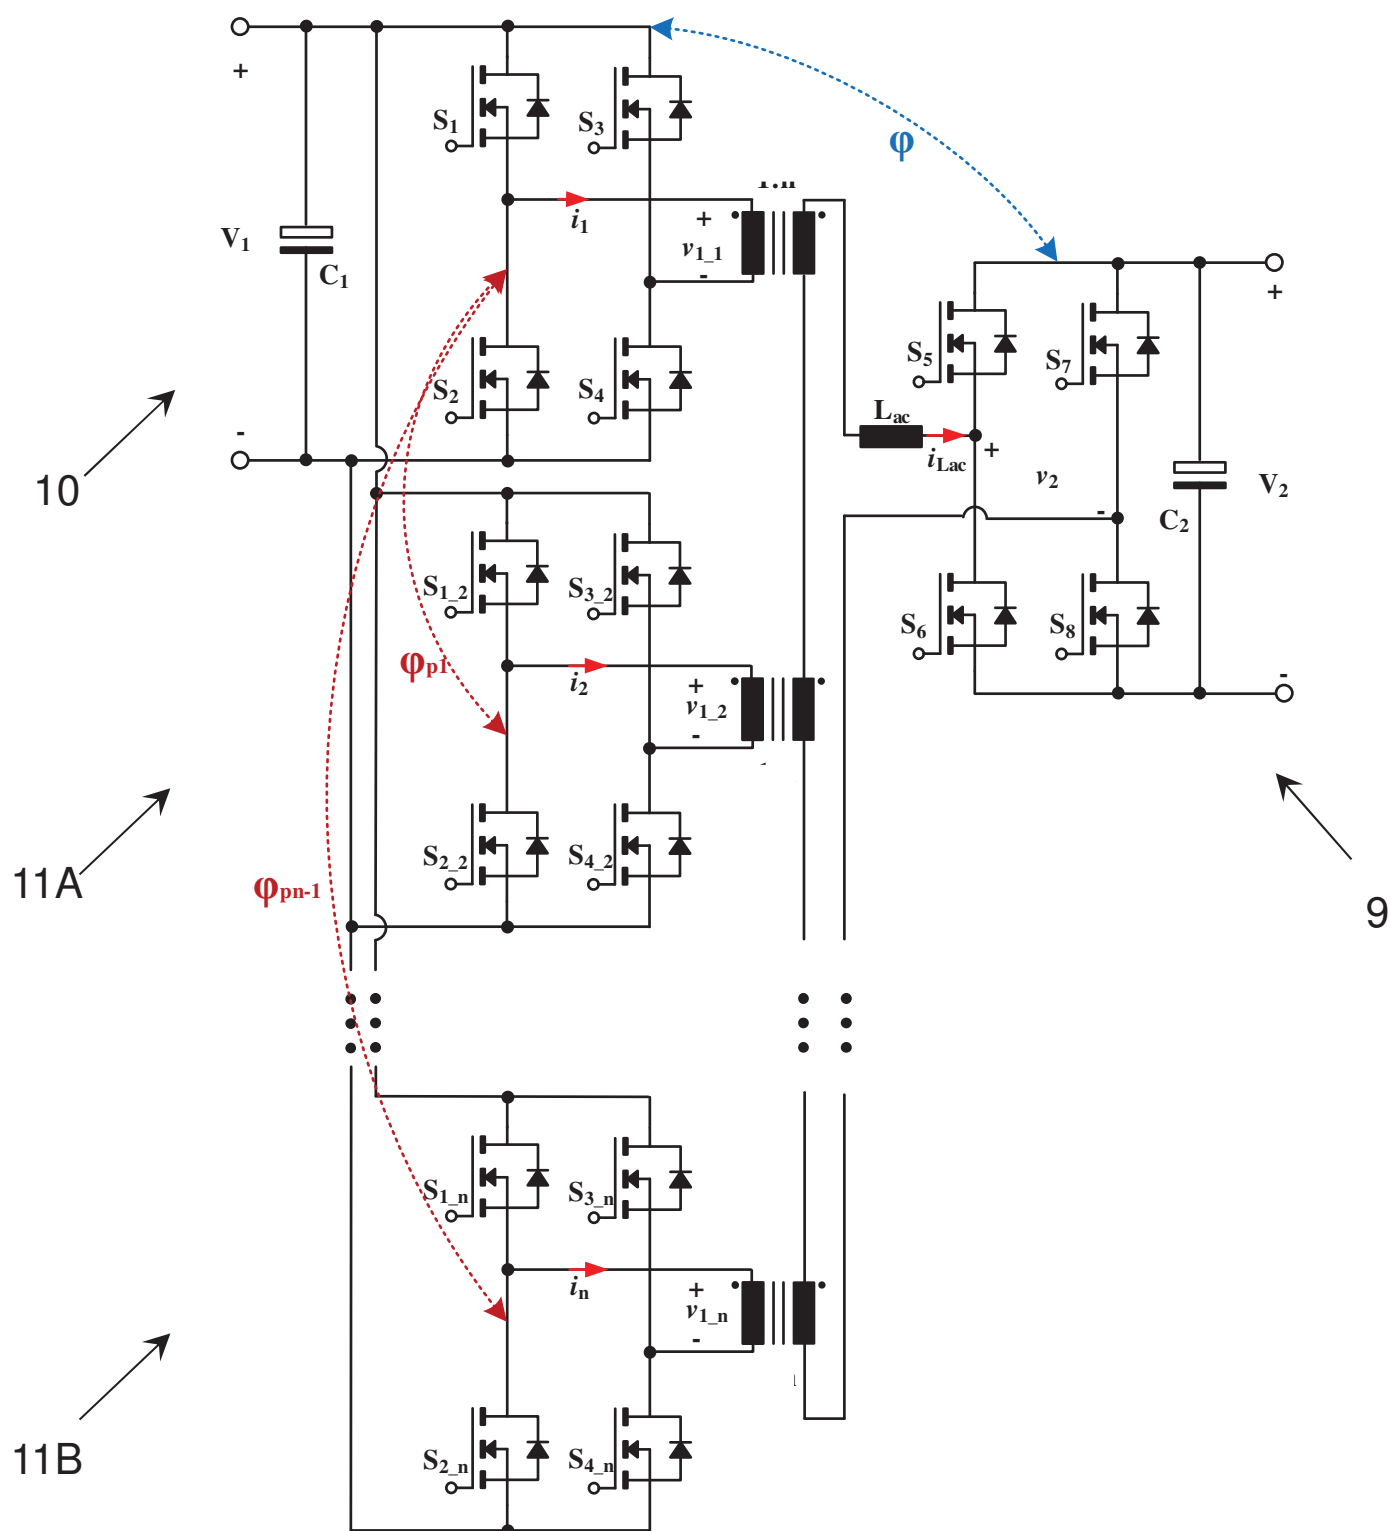 +
S1
S3
φ
V1
C1
i1
+
v1_1
-
+
S2
S4
S5
S7
-
10
Lac
iLac
+
v2
-
C2
V2
S1_2
S3_2
S6
S8
φp1
i2
+
v1_2
-
-
S2_2
S4_2
11A
φpn-1
9
S1_n
S3_n
in
+
v1_n
-
S2_n
S4_n
11B